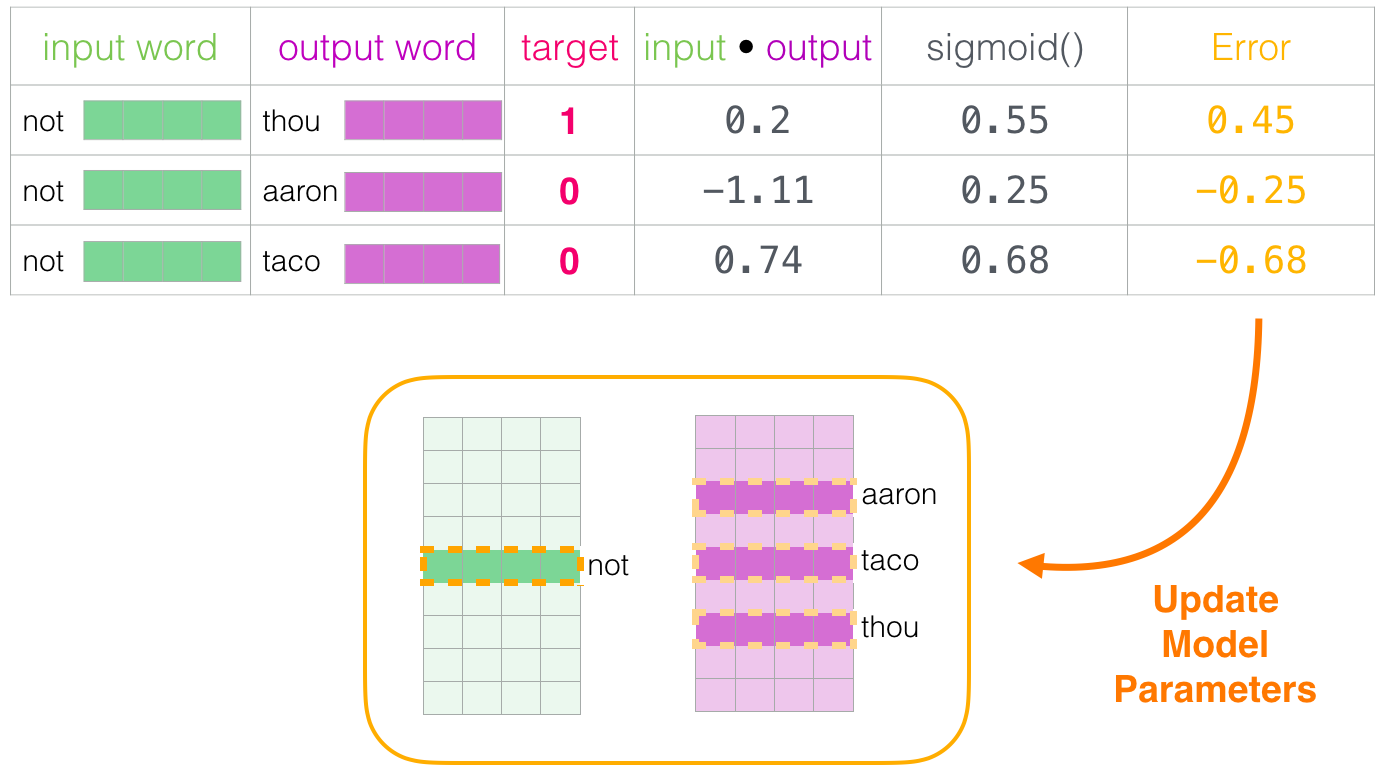 input word output word target input • output sigmoid() Error
not thou 1 0.2 0.55 0.45
not aaron 0 -1.11 0.25 -0.25
not taco 0 0.74 0.68 -0.68
aaron
not taco
thou
Update
Model
Parameters